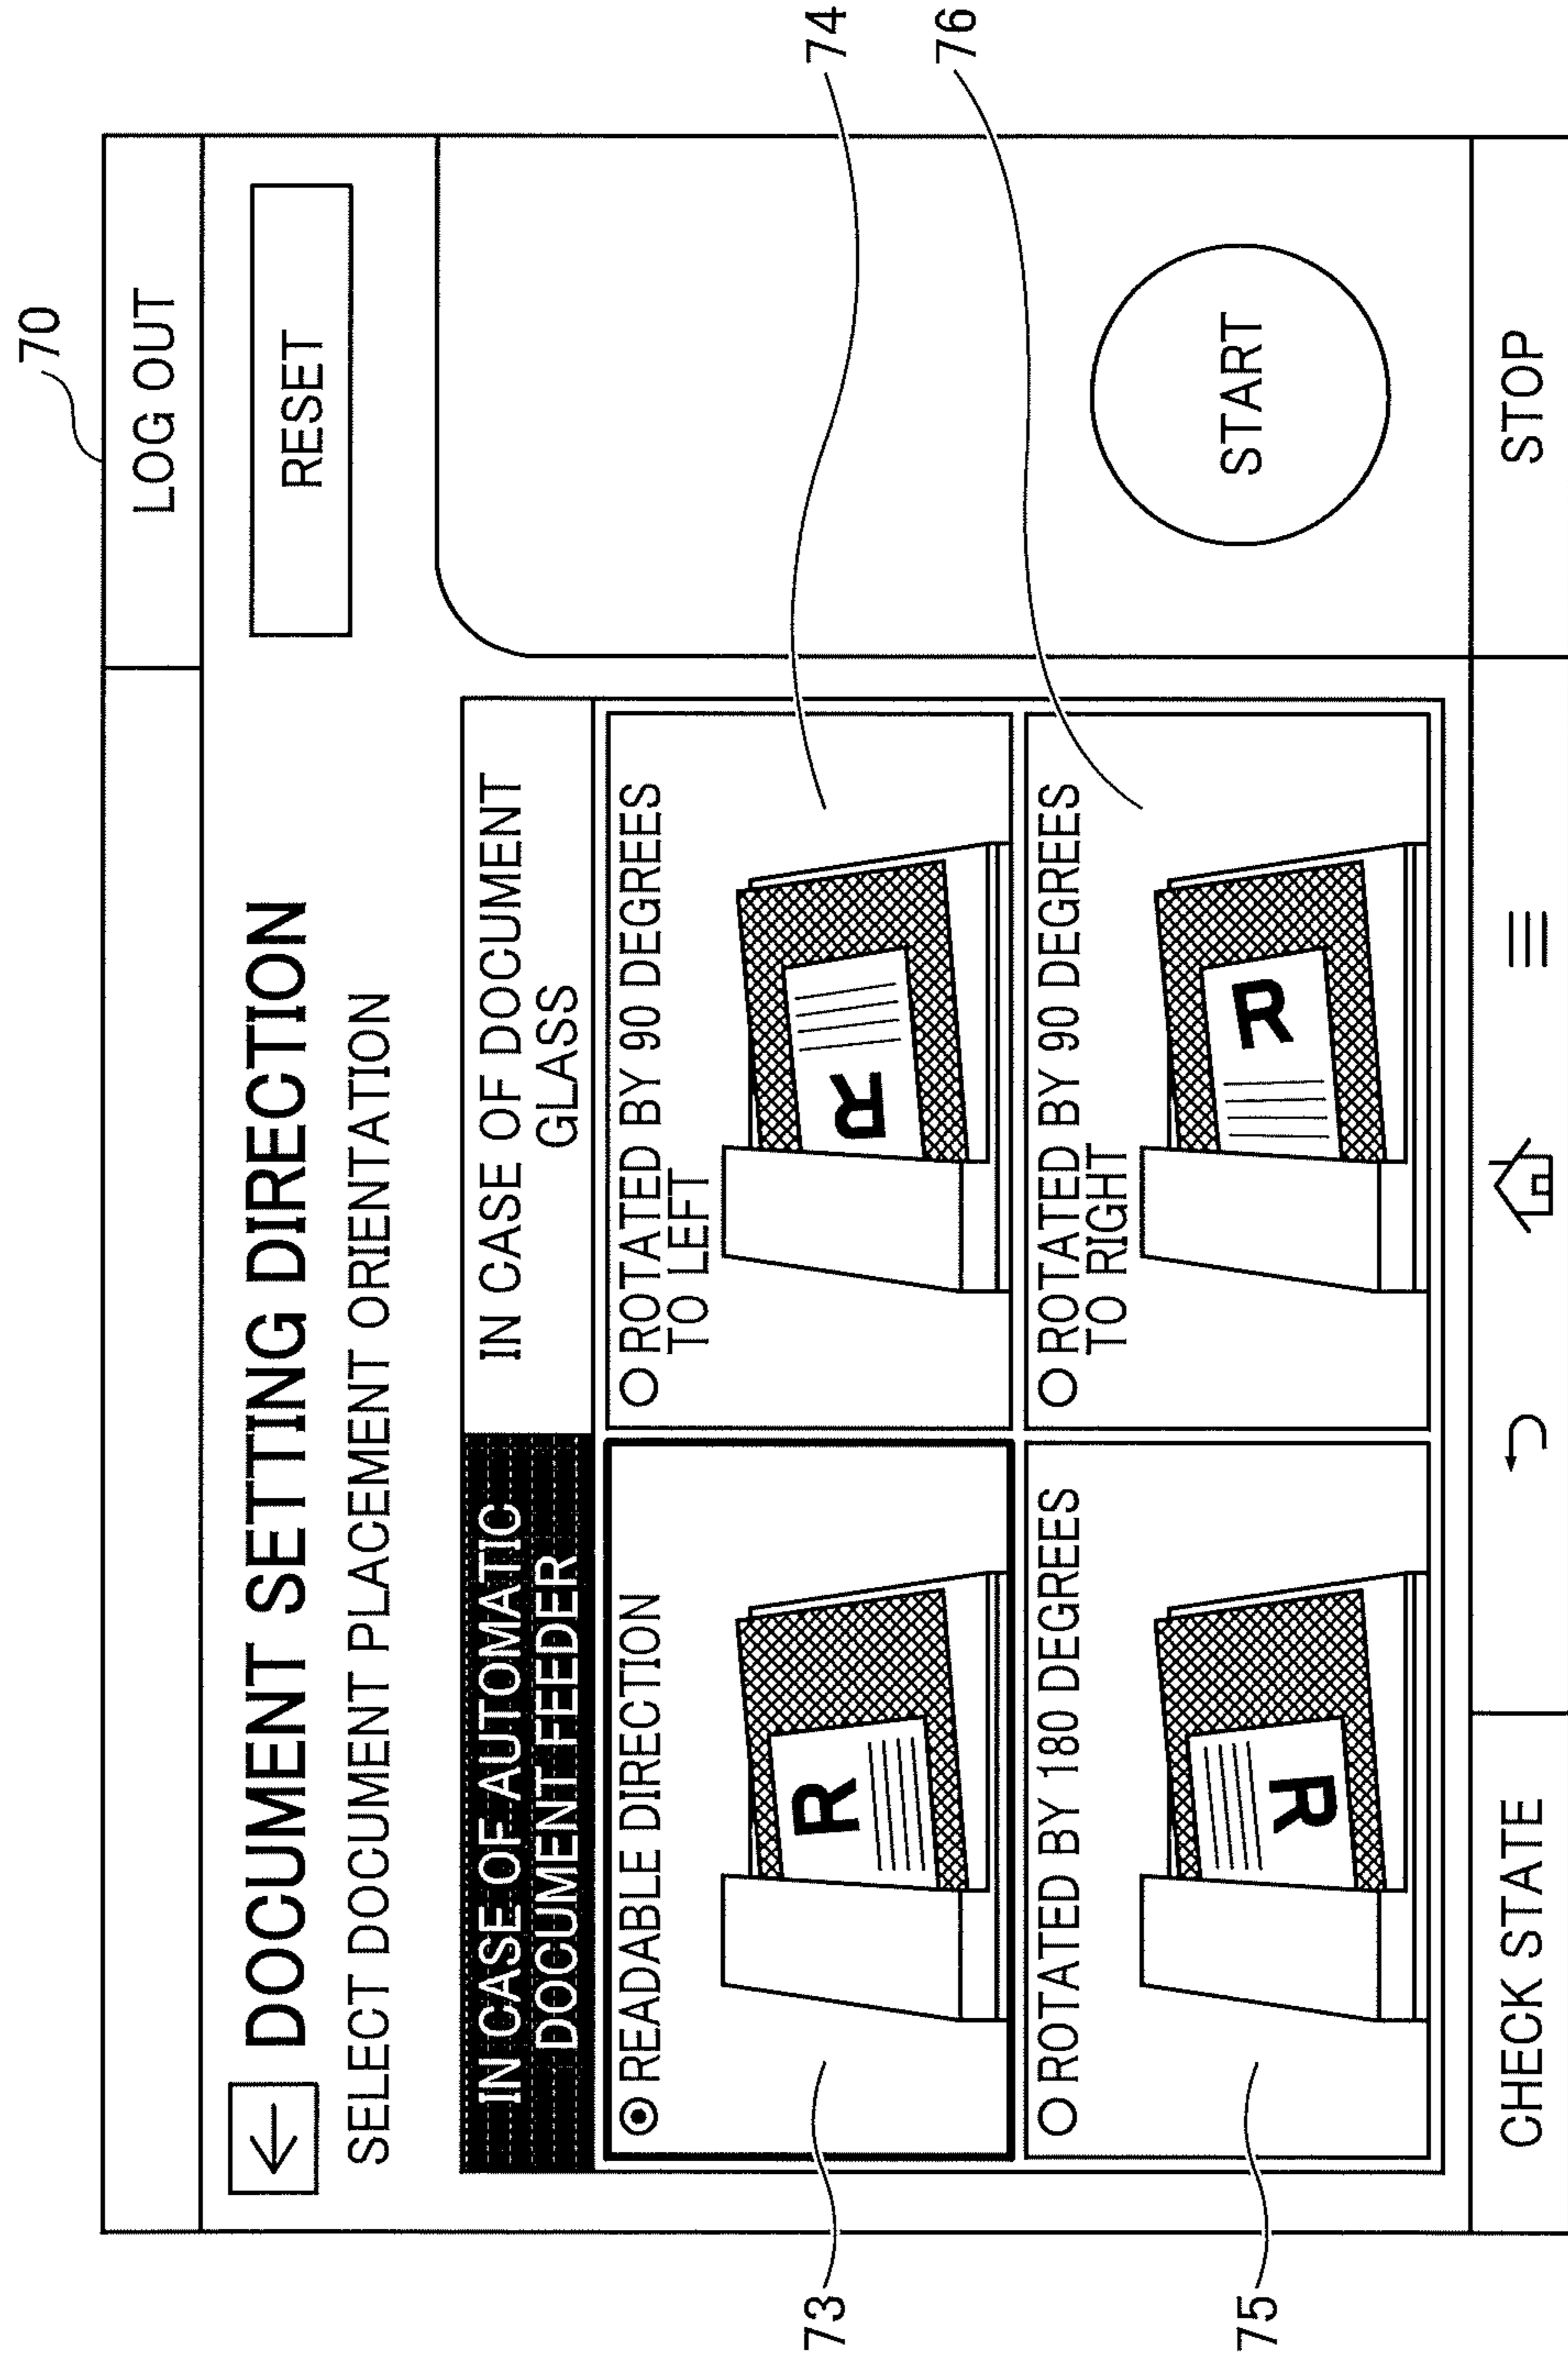 70
LOG OUT
DOCUMENT SETTING DIRECTION
RESET
SELECT DOCUMENT PLACEMENT ORIENTATION
IN CASE OF AUTOMATIC
DOCUMENT FEEDER
IN CASE OF DOCUMENT
GLASS
READABLE DIRECTION
R
ROTATED BY 90 DEGREES
TO LEFT
R
73
74
ROTATED BY 180 DEGREES
R
ROTATED BY 90 DEGREES
TO RIGHT
R
75
76
START
CHECK STATE
STOP